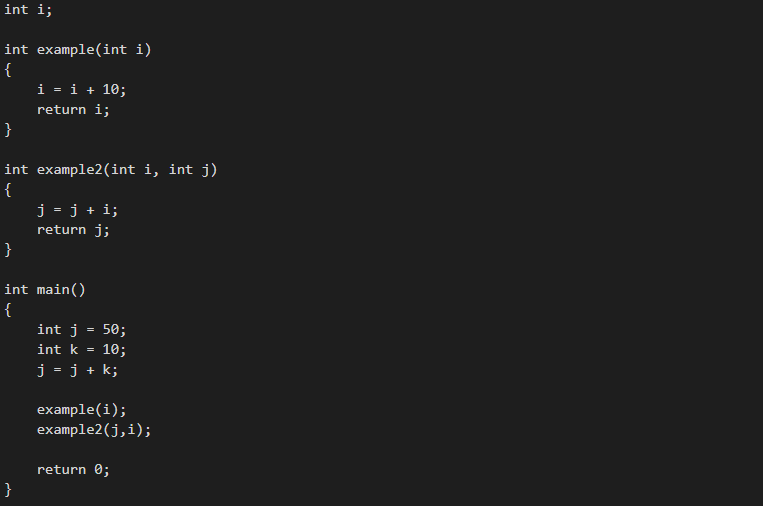 int i;

int example(int i)
{
    i = i + 10;
    return i;
}

int example2(int i, int j)
{
    j = j + i;
    return j;
}

int main()
{
    int j = 50;
    int k = 10;
    j = j + k;

    example(i);
    example2(j,i);

    return 0;
}